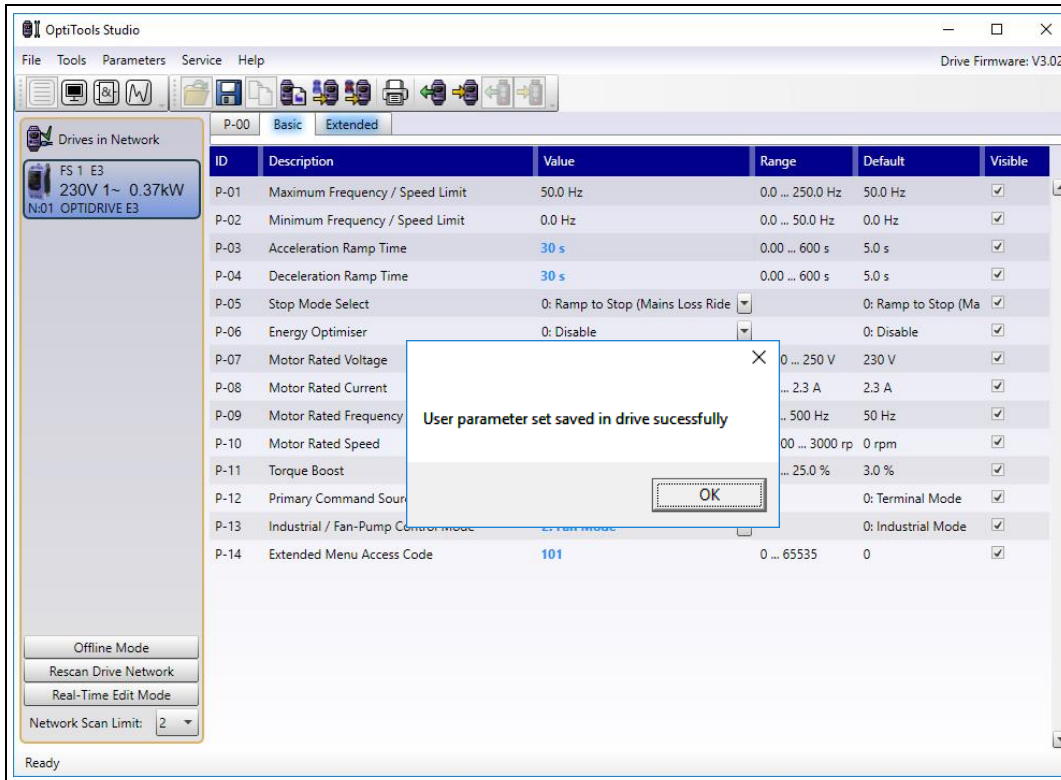 OptiTools Studio
File Tools Parameters Service Help Drive Firmware: V3.02
Drives in Network
FS 1 E3
230V 1~ 0.37kW
N:01 OPTIDRIVE E3
P-00 Basic Extended
ID Description Value Range Default Visible
P-01 Maximum Frequency / Speed Limit 50.0 Hz 0.0 ... 250.0 Hz 50.0 Hz
P-02 Minimum Frequency / Speed Limit 0.0 Hz 0.0 ... 50.0 Hz 0.0 Hz
P-03 Acceleration Ramp Time 30 s 0.00 ... 600 s 5.0 s
P-04 Deceleration Ramp Time 30 s 0.00 ... 600 s 5.0 s
P-05 Stop Mode Select 0: Ramp to Stop (Mains Loss Ride 0: Ramp to Stop (Ma
P-06 Energy Optimiser 0: Disable 0: Disable
P-07 Motor Rated Voltage 0 ... 250 V 230 V
P-08 Motor Rated Current ... 2.3 A 2.3 A
P-09 Motor Rated Frequency .. 500 Hz 50 Hz
P-10 Motor Rated Speed 00 ... 3000 rp 0 rpm
P-11 Torque Boost ... 25.0 % 3.0 %
P-12 Primary Command Sour 0: Terminal Mode
P-13 Industrial / Fan-Pump Control Mode 2: Fan Mode 0: Industrial Mode
P-14 Extended Menu Access Code 101 0 ... 65535 0
User parameter set saved in drive sucessfully
OK
Offline Mode
Rescan Drive Network
Real-Time Edit Mode
Network Scan Limit: 2
Ready